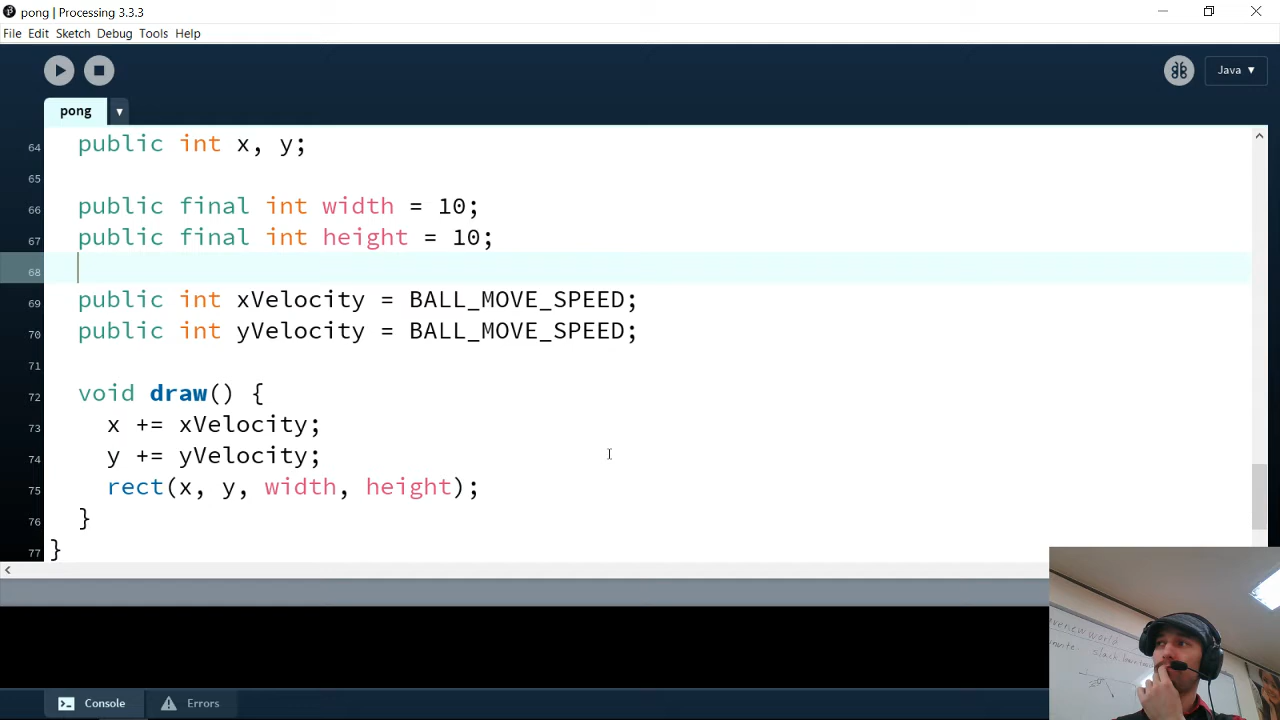 pong | Processing 3.3.3
File Edit Sketch Debug Tools Help
Java ▼
pong ▼
64 public int x, y;
65
66 public final int width = 10;
67 public final int height = 10;
68
69 public int xVelocity = BALL_MOVE_SPEED;
70 public int yVelocity = BALL_MOVE_SPEED;
71
72 void draw() {
73 x += xVelocity;
74 y += yVelocity;
75 rect(x, y, width, height);
76 }
77 }
world
slack
Console Errors